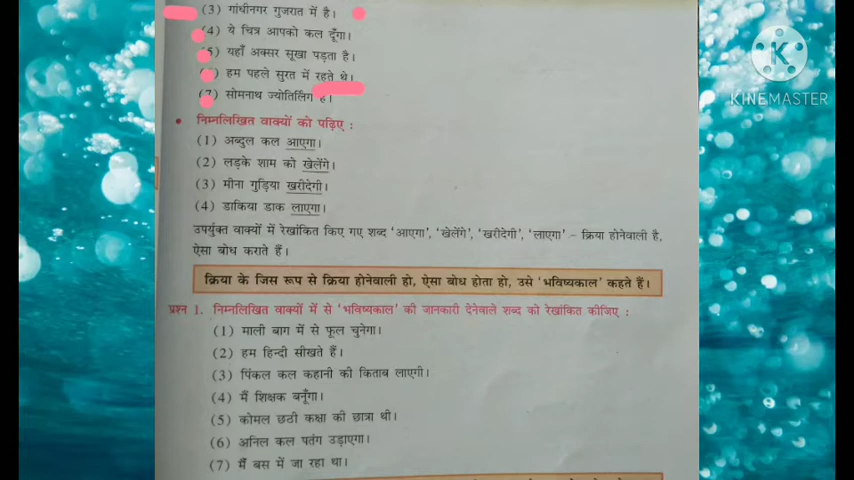 (3) गांधीनगर गुजरात में है।
(4) ये चित्र आपको कल दूँगा।
(5) यहाँ अक्सर सूखा पड़ता है।
हम पहले सुरत में रहते थे।
(7) सोमनाथ ज्योतिर्लिंग है।
• निम्नलिखित वाक्यों को पढ़िए :
(1) अब्दुल कल आएगा।
(2) लड़के शाम को खेलेंगे।
(3) मीना गुड़िया खरीदेगी।
(4) डाकिया डाक लाएगा।
उपर्युक्त वाक्यों में रेखांकित किए गए शब्द 'आएगा', 'खेलेंगे', 'खरीदेगी', 'लाएगा' – क्रिया होनेवाली है,
ऐसा बोध कराते हैं।
क्रिया के जिस रूप से क्रिया होनेवाली हो, ऐसा बोध होता हो, उसे 'भविष्यकाल' कहते हैं।
प्रश्न 1. निम्नलिखित वाक्यों में से 'भविष्यकाल' की जानकारी देनेवाले शब्द को रेखांकित कीजिए :
(1) माली बाग में से फूल चुनेगा।
(2) हम हिन्दी सीखते हैं।
(3) पिंकल कल कहानी की किताब लाएगी।
(4) मैं शिक्षक बनूँगा।
(5) कोमल छठी कक्षा की छात्रा थी।
(6) अनिल कल पतंग उड़ाएगा।
(7) मैं बस में जा रहा था।
K
KINEMASTER